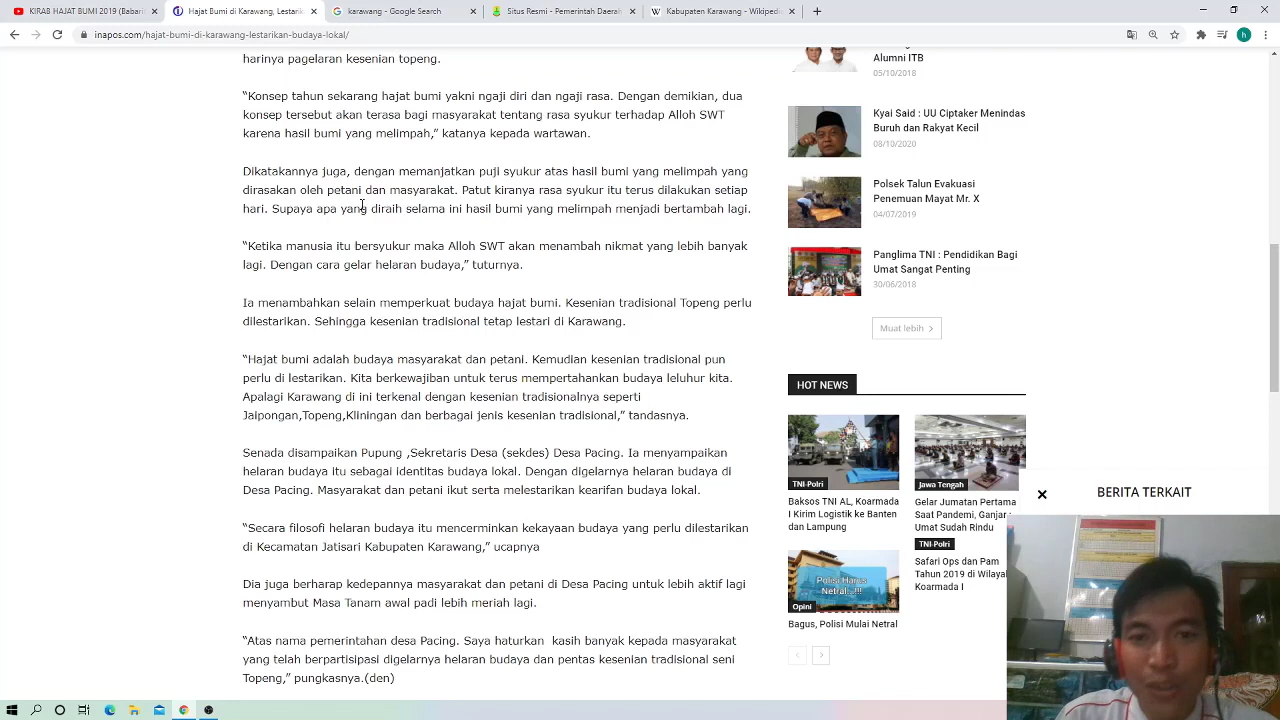 KIRAB HAJAT BUMI 2019 (Babari
Hajat Bumi di Karawang, Lestarik
karawang - Google Search
Situs Resmi - Pemerintah Daerah
Kabupaten Karawang - Wikipedi
inapos.com/hajat-bumi-di-karawang-lestarikan-budaya-lokal/
h
harinya pagelaran kesenian topeng.
“Konsep tahun sekarang hajat bumi yakni ngaji diri dan ngaji rasa. Dengan demikian, dua
konsep tersebut akan terasa bagi masyarakat tentang rasa syukur terhadap Alloh SWT
karena hasil bumi yang melimpah,” katanya kepada wartawan.
Dikatakannya juga, dengan memanjatkan puji syukur atas hasil bumi melimpah yang
dirasakan oleh petani dan masyarakat. Patut kiranya rasa syukur itu terus dilakukan setiap
hari. Supaya apa yang diraih selama ini hasil bumi yang melimpah menjadi bertambah lagi.
“Ketika manusia itu bersyukur maka Alloh SWT akan menambah nikmat yang lebih banyak
lagi. Dengan cara gelar helaran budaya,” tuturnya.
Ia menambahkan selain memperkuat budaya hajat bumi. Kesenian tradisional Topeng perlu
dilestarikan. Sehingga kesenian tradisional tetap lestari di Karawang.
“Hajat bumi dan helaran budaya masyarakat petani. Kemudian kesenian tradisional pun
perlu di lestarikan. Kita berkewajiban untuk terus mempertahankan budaya leluhur kita.
Apalagi Karawang di ini terkenal dengan kesenian tradisionalnya seperti
Jaipongan,Topeng,Kliningan dan berbagai jenis kesenian tradisional,” tandasnya.
Senada disampaikan Pupung ,Sekretaris Desa (sekdes) Desa Pacing. Ia menyampaikan
helaran budaya itu sebagai identitas budaya lokal. Dengan digelarnya helaran budaya di
Desa Pacing. Masyarakat dan petani ikut melestarikan kearifan budaya lokal.
“Secara filosofi helaran budaya itu mencerminkan kekayaan budaya yang perlu dilestarikan
di Kecamatan Jatisari Kabupaten Karawang,” ucapnya
Dia juga berharap kedepannya masyarakat dan petani di Desa Pacing untuk lebih aktif lagi
menyambut Masa Tanam awal padi lebih meriah lagi.
“Atas nama pemerintahan desa Pacing. Saya haturkan kasih banyak kepada masyarakat
yang telah berpartisipasi digelarnya helaran budaya dan pentas kesenian tradisional seni
Topeng,” pungkasnya.(den)
Alumni ITB
05/10/2018
Kyai Said : UU Ciptaker Menindas
Buruh dan Rakyat Kecil
08/10/2020
Polsek Talun Evakuasi
Penemuan Mayat Mr. X
04/07/2019
Panglima TNI : Pendidikan Bagi
Umat Sangat Penting
30/06/2018
Muat lebih
HOT NEWS
TNI-Polri
Baksos TNI AL, Koarmada
I Kirim Logistik ke Banten
dan Lampung
Jawa Tengah
Gelar Jumatan Pertama
Saat Pandemi, Ganjar :
Umat Sudah Rindu
TNI-Polri
Safari Ops dan Pam
Tahun 2019 di Wilayah
Koarmada I
Polisi Harus
Netral..!!!
Opini
Bagus, Polisi Mulai Netral
BERITA TERKAIT